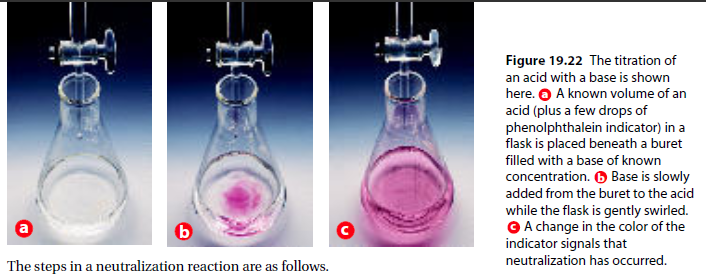 a
b
c
Figure 19.22 The titration of
an acid with a base is shown
here. a A known volume of an
acid (plus a few drops of
phenolphthalein indicator) in a
flask is placed beneath a buret
filled with a base of known
concentration. b Base is slowly
added from the buret to the acid
while the flask is gently swirled.
c A change in the color of the
indicator signals that
neutralization has occurred.
The steps in a neutralization reaction are as follows.